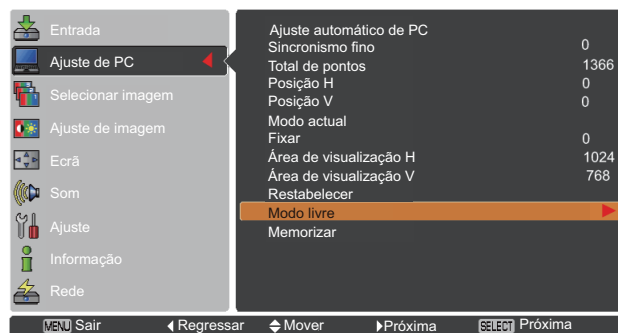 Entrada
Ajuste de PC
Selecionar imagem
Ajuste de imagem
Ecrã
Som
Ajuste
Informação
Rede
Ajuste automático de PC
Sincronismo fino 0
Total de pontos 1366
Posição H 0
Posição V 0
Modo actual
Fixar 0
Área de visualização H 1024
Área de visualização V 768
Restabelecer
Modo livre
Memorizar
MENU Sair Regressar Mover Próxima SELECT Próxima